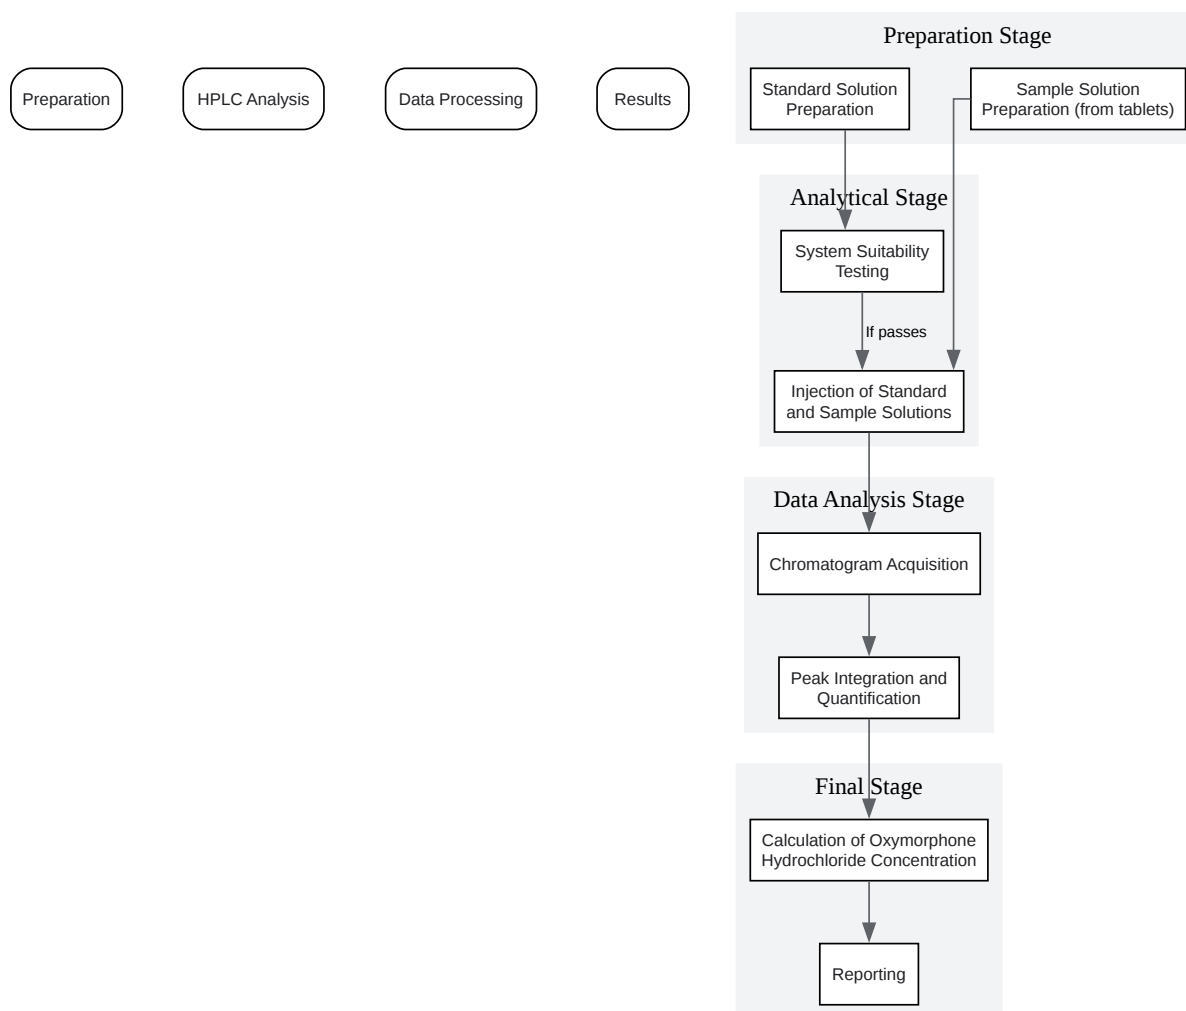 Preparation Stage
Preparation
HPLC Analysis
Data Processing
Results
Standard Solution
Preparation
Sample Solution
Preparation (from tablets)
Analytical Stage
System Suitability
Testing
If passes
Injection of Standard
and Sample Solutions
Data Analysis Stage
Chromatogram Acquisition
Peak Integration and
Quantification
Final Stage
Calculation of Oxymorphone
Hydrochloride Concentration
Reporting